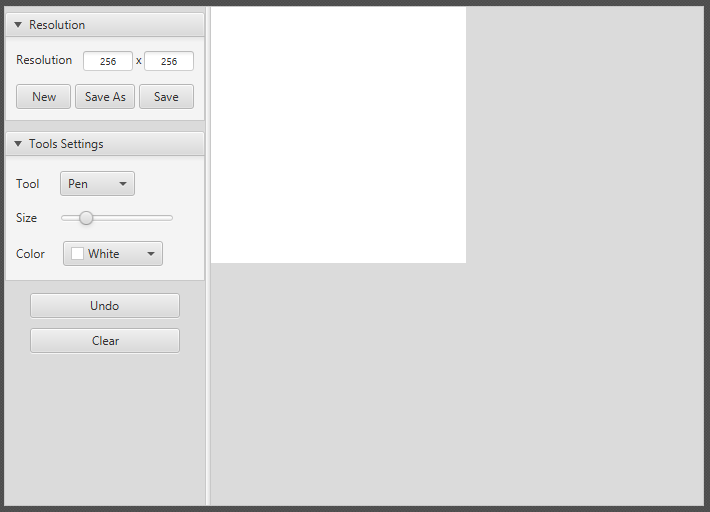 Resolution
Resolution 256 x 256
New Save As Save
Tools Settings
Tool Pen
Size
Color White
Undo
Clear